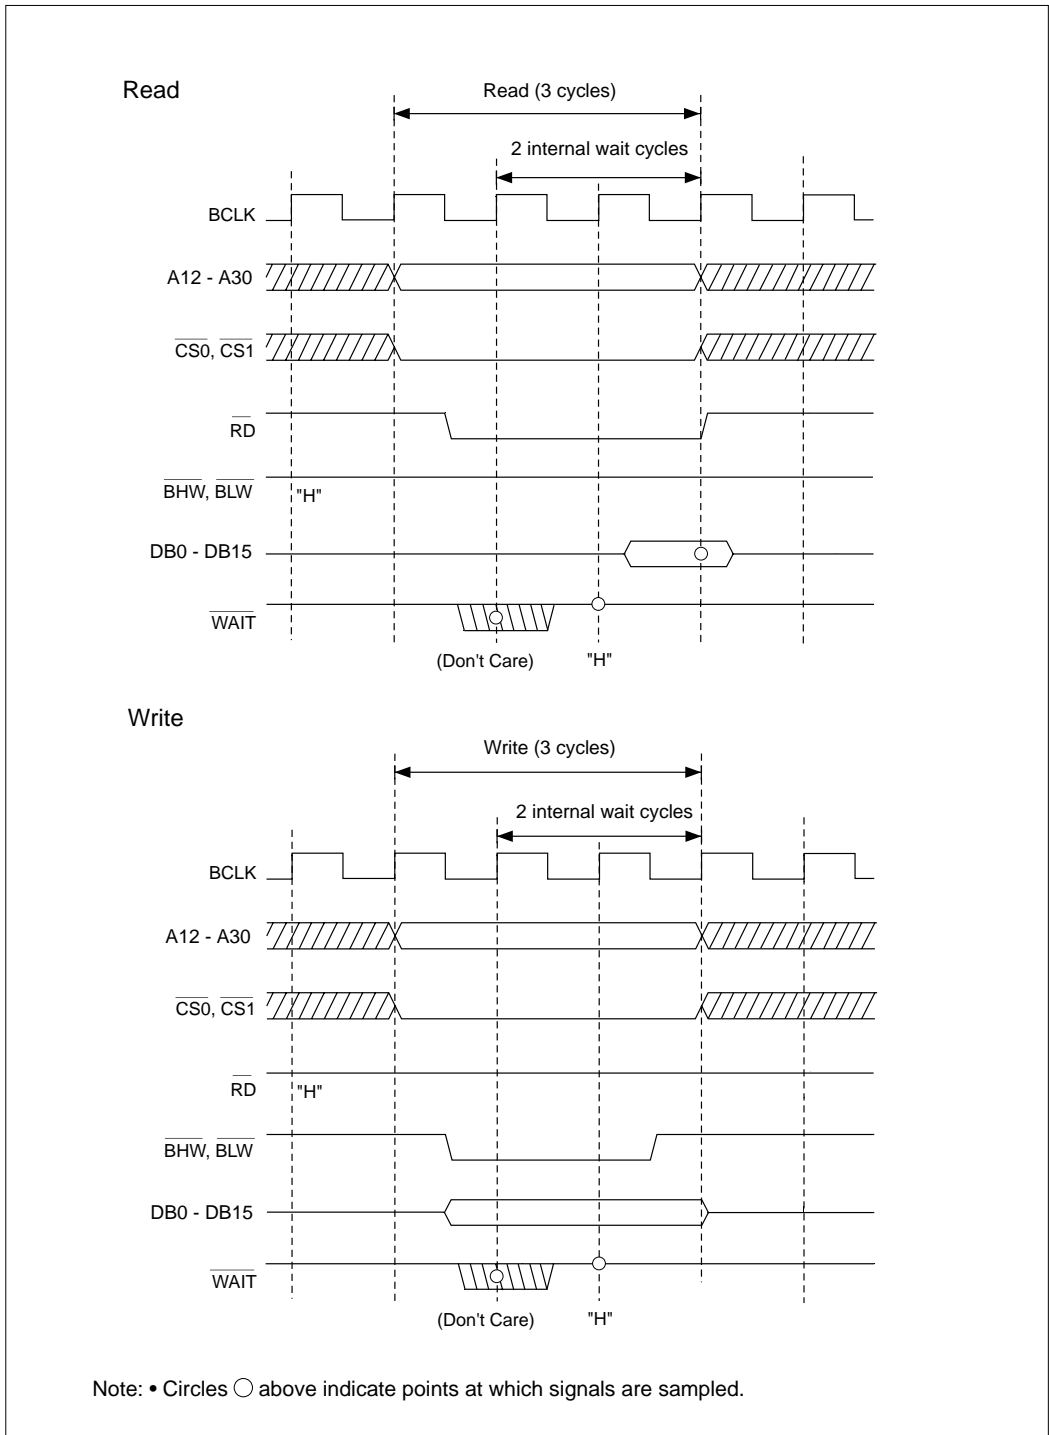 Read
Read (3 cycles)
2 internal wait cycles
BCLK
A12 - A30
CS0, CS1
RD
BHW, BLW
"H"
DB0 - DB15
WAIT
(Don't Care)
"H"
Write
Write (3 cycles)
2 internal wait cycles
BCLK
A12 - A30
CS0, CS1
RD
"H"
BHW, BLW
DB0 - DB15
WAIT
(Don't Care)
"H"
Note: • Circles ○ above indicate points at which signals are sampled.